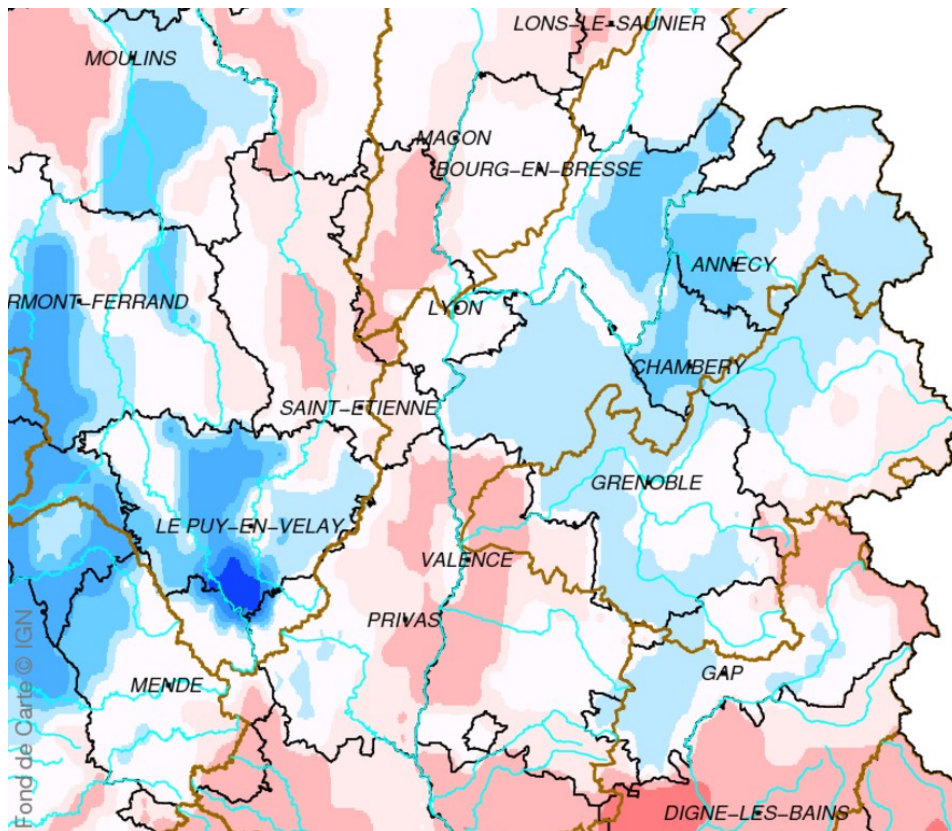 LONS-LE-SAUNIER
MOULINS
MACON
BOURG-EN-BRESSE
ANNECY
RMONT-FERRAND
LYON
CHAMBERY
SAINT-ETIENNE
GRENOBLE
LE PUY-EN-VELAY
VALENCE
PRIVAS
GAP
MENDE
DIGNE-LES-BAINS
Fond de Carte © IGN